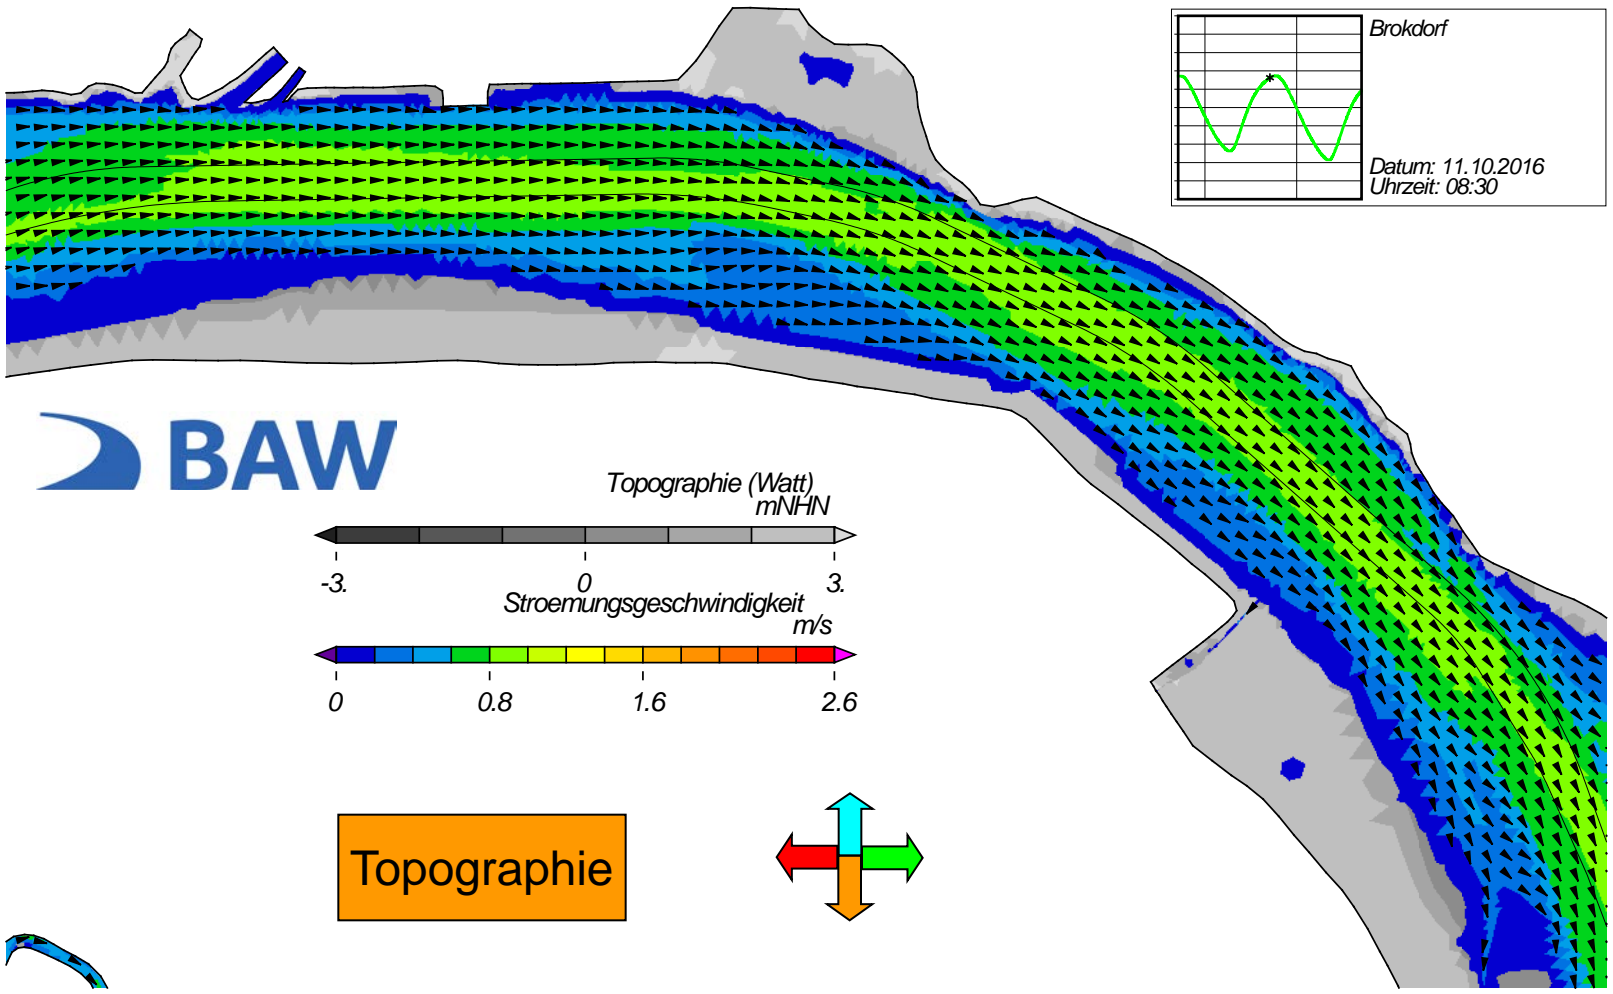 Brokdorf
Datum: 11.10.2016
Uhrzeit: 08:30
BAW
Topographie (Watt)
mNHN
-3. 0 3.
Stroemungsgeschwindigkeit
m/s
0 0.8 1.6 2.6
Topographie